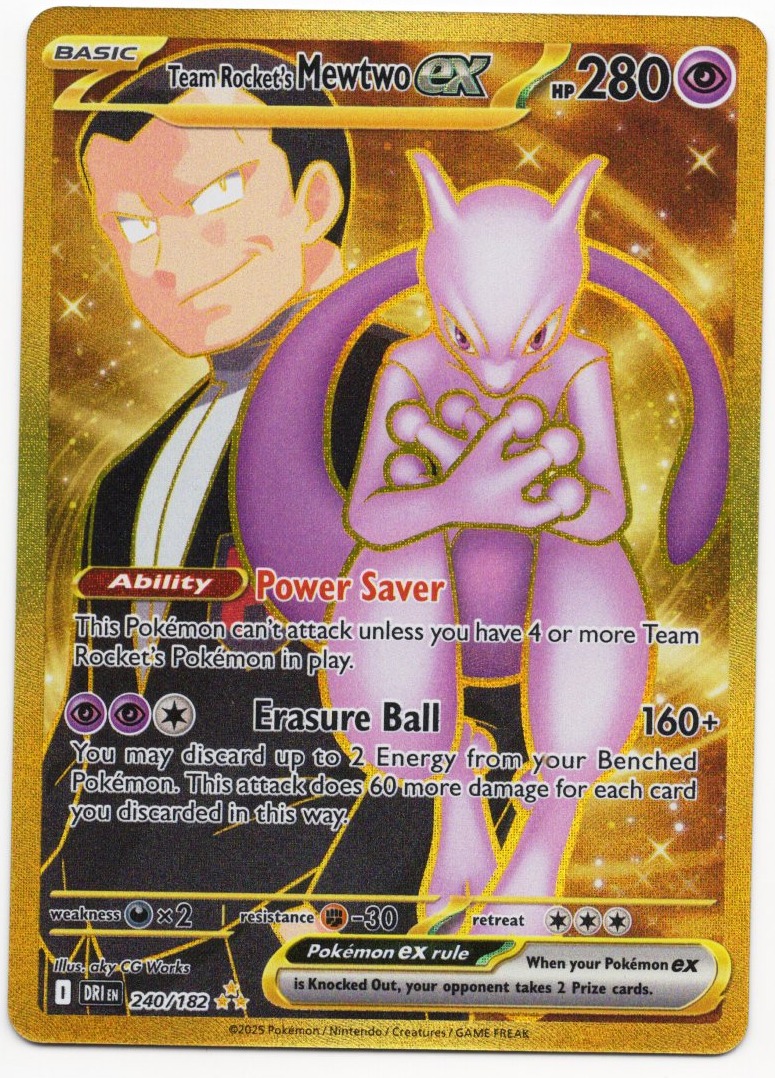 BASIC
Team Rocket's Mewtwo ex HP 280
Ability Power Saver
This Pokémon can't attack unless you have 4 or more Team
Rocket's Pokémon in play.
Erasure Ball 160+
You may discard up to 2 Energy from your Benched
Pokémon. This attack does 60 more damage for each card
you discarded in this way.
weakness ×2 resistance -30 retreat
Illus. aky CG Works
Pokémon ex rule
When your Pokémon ex
is Knocked Out, your opponent takes 2 Prize cards.
I DRI EN 240/182
©2025 Pokémon / Nintendo / Creatures / GAME FREAK